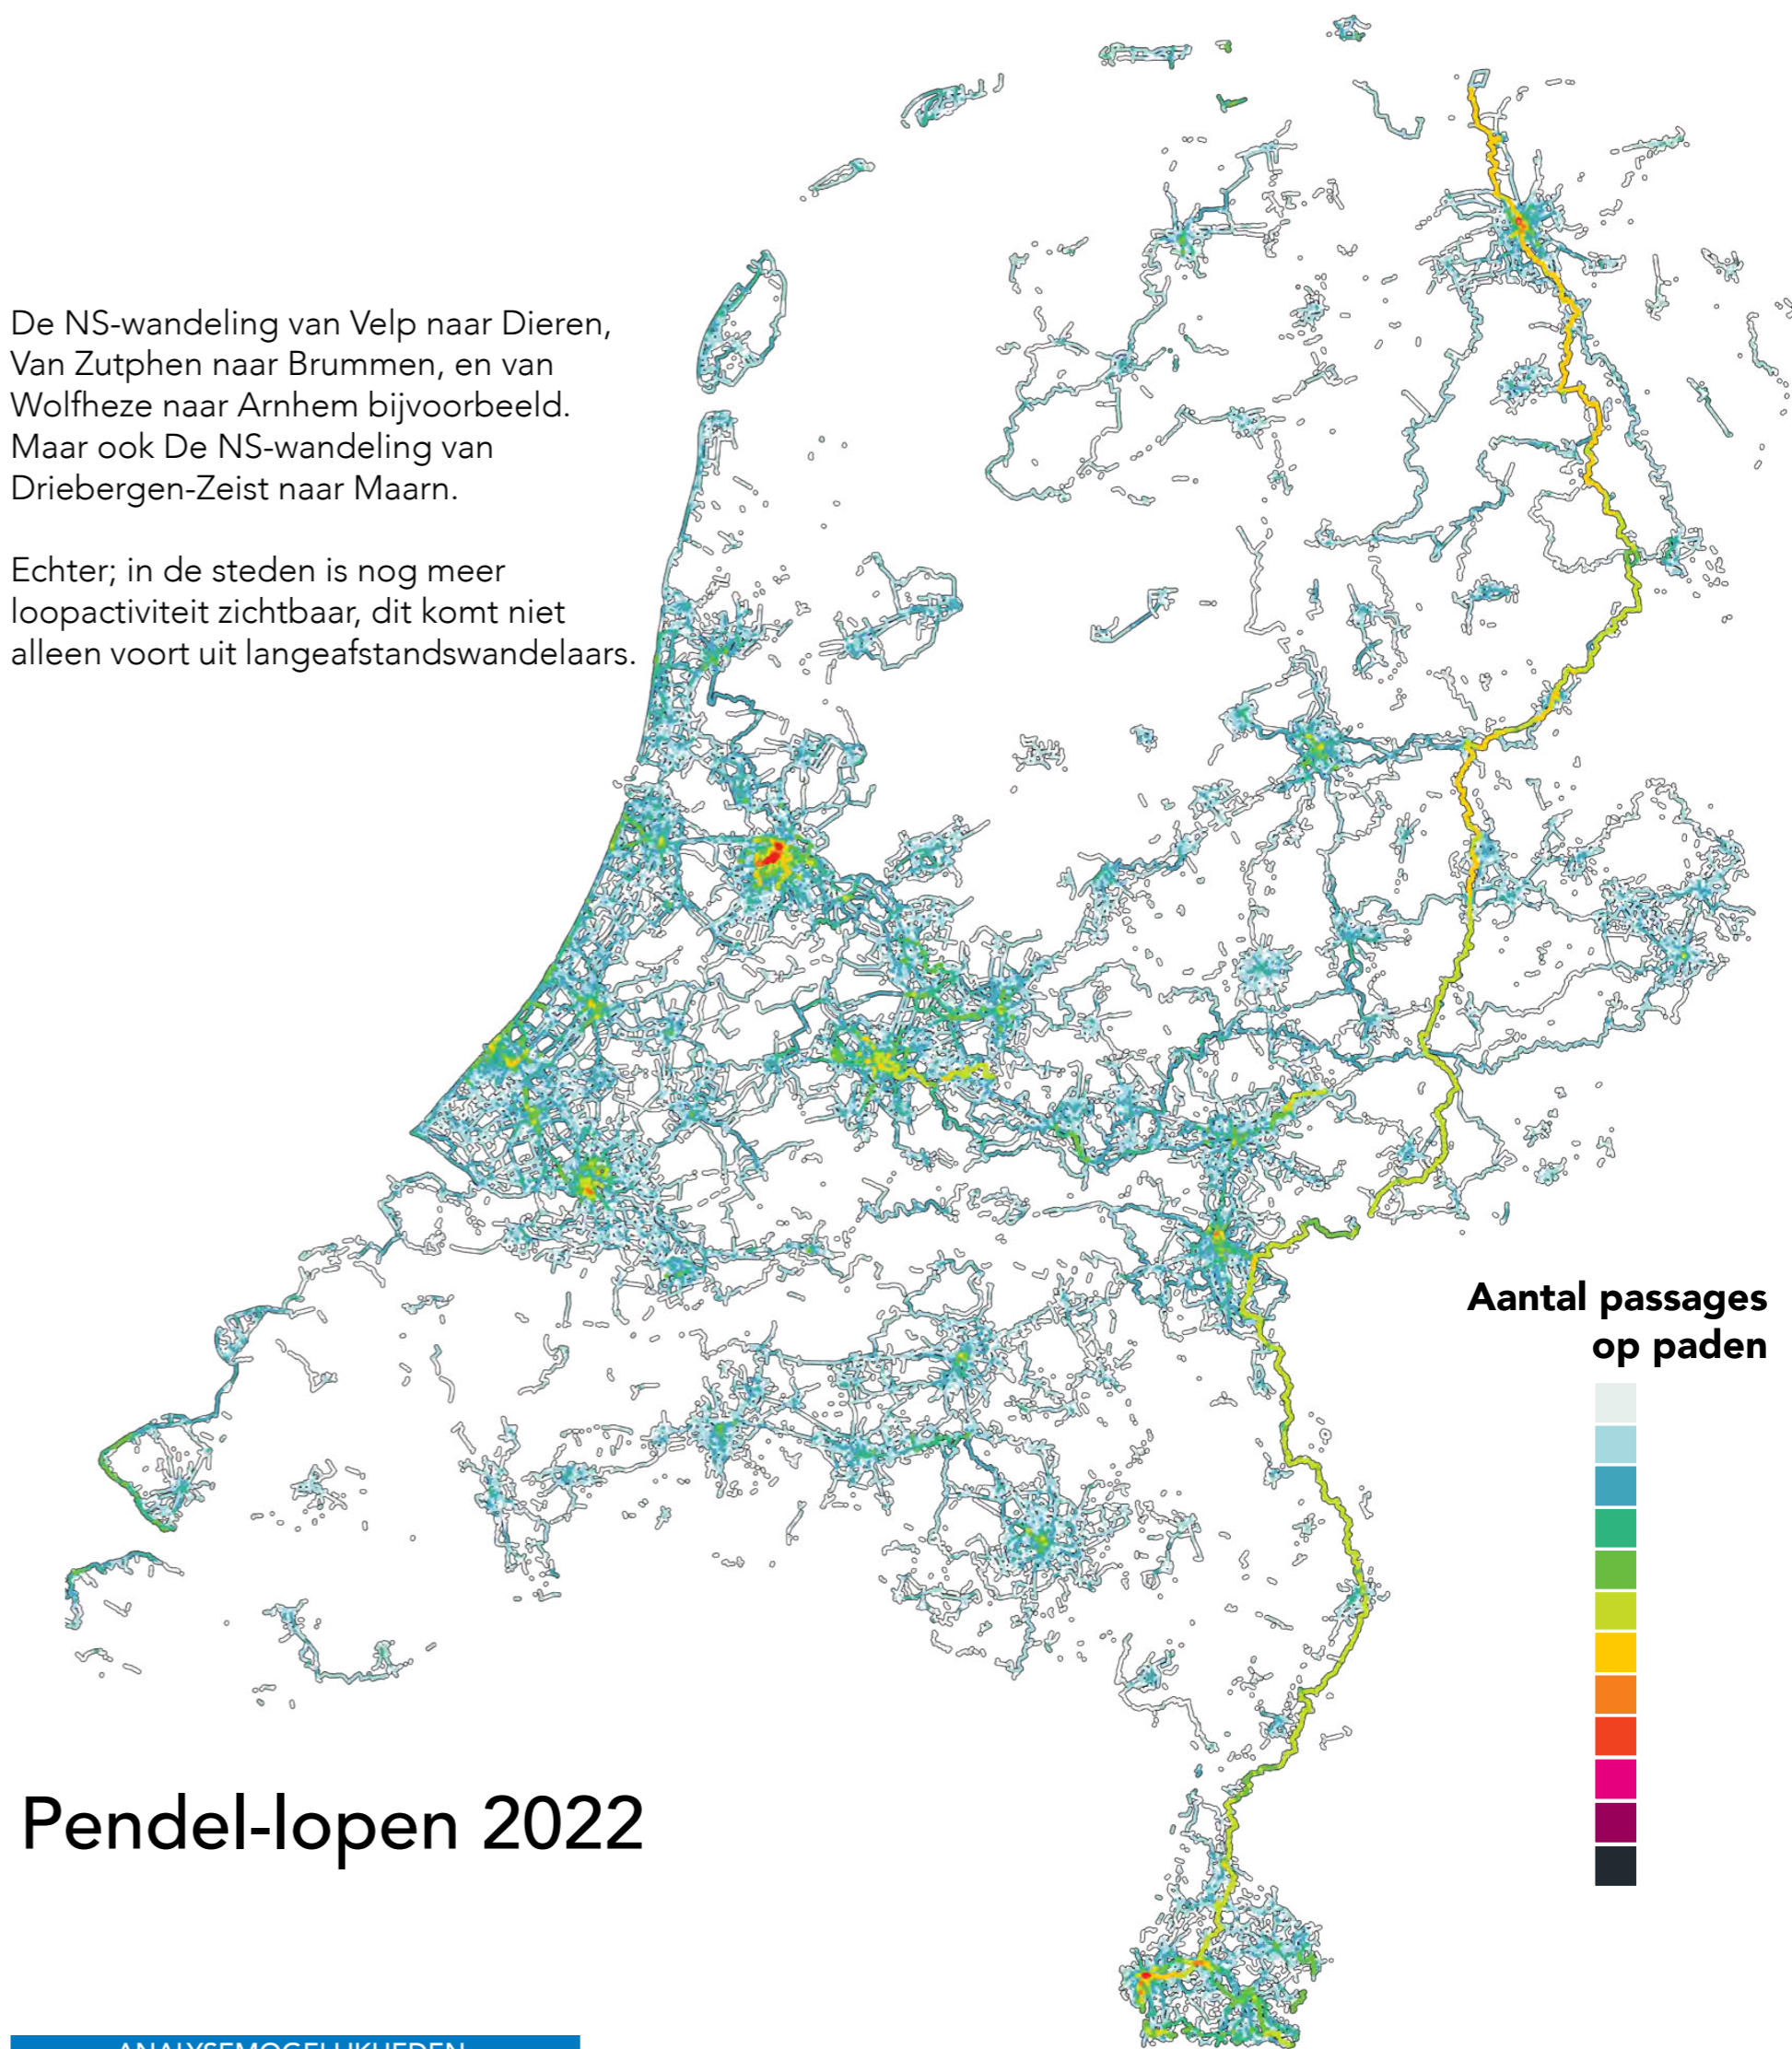 De NS-wandeling van Velp naar Dieren,
Van Zutphen naar Brummen, en van
Wolfheze naar Arnhem bijvoorbeeld.
Maar ook De NS-wandeling van
Driebergen-Zeist naar Maarn.
Echter; in de steden is nog meer
loopactiviteit zichtbaar, dit komt niet
alleen voort uit langeafstandswandelaars.
Aantal passages
op paden
Pendel-lopen 2022
ANALYSEMOGELIJKHEDEN